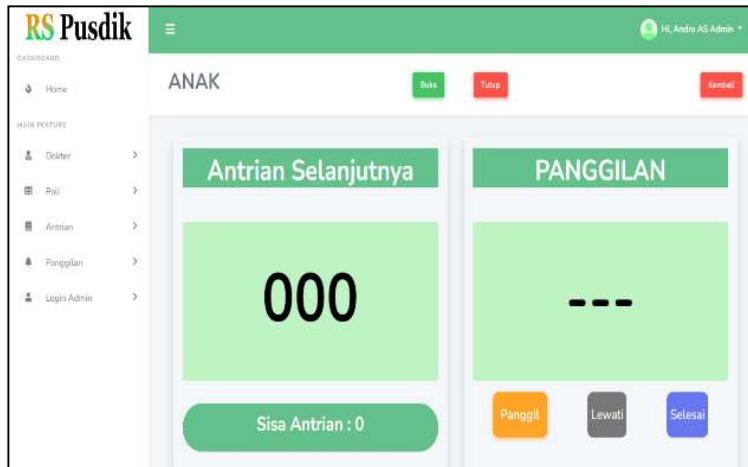 RS Pusdik
Hi, Andro AS Admin
DASHBOARD
Home
MAIN FEATURE
Dokter
Poli
Antrian
Panggilan
Login Admin
ANAK
Buka
Tutup
Kembali
Antrian Selanjutnya
000
Sisa Antrian : 0
PANGGILAN
---
Panggil
Lewati
Selesai